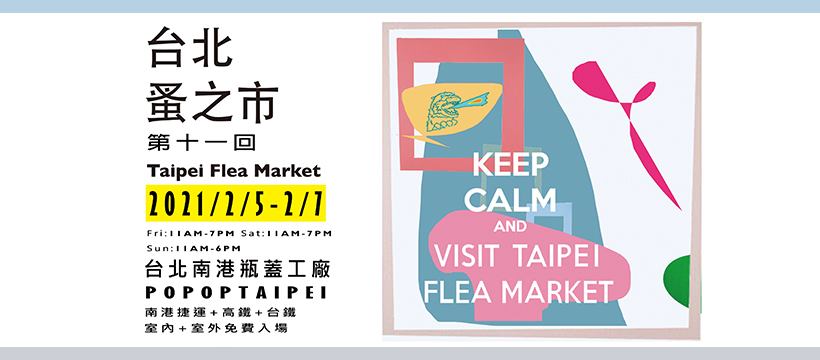 台北
蚤之市
第十一回
Taipei Flea Market
2021/2/5-2/7
Fri:11AM-7PM Sat:11AM-7PM
Sun:11AM-6PM
台北南港瓶蓋工廠
POPOPTAIPEI
南港捷運+高鐵+台鐵
室內+室外免費入場
KEEP
CALM
AND
VISIT TAIPEI
FLEA MARKET